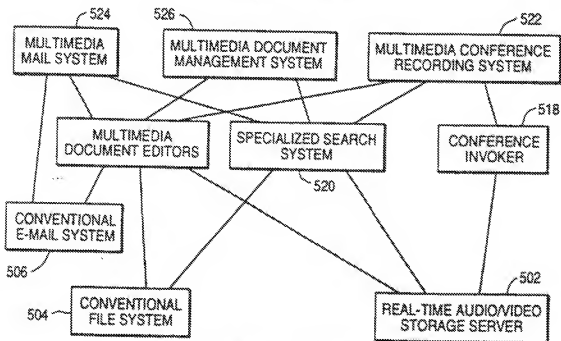 524
MULTIMEDIA
MAIL SYSTEM
526
MULTIMEDIA DOCUMENT
MANAGEMENT SYSTEM
522
MULTIMEDIA CONFERENCE
RECORDING SYSTEM
MULTIMEDIA
DOCUMENT EDITORS
SPECIALIZED SEARCH
SYSTEM
520
518
CONFERENCE
INVOKER
CONVENTIONAL
E-MAIL SYSTEM
506
504
CONVENTIONAL
FILE SYSTEM
502
REAL-TIME AUDIO/VIDEO
STORAGE SERVER